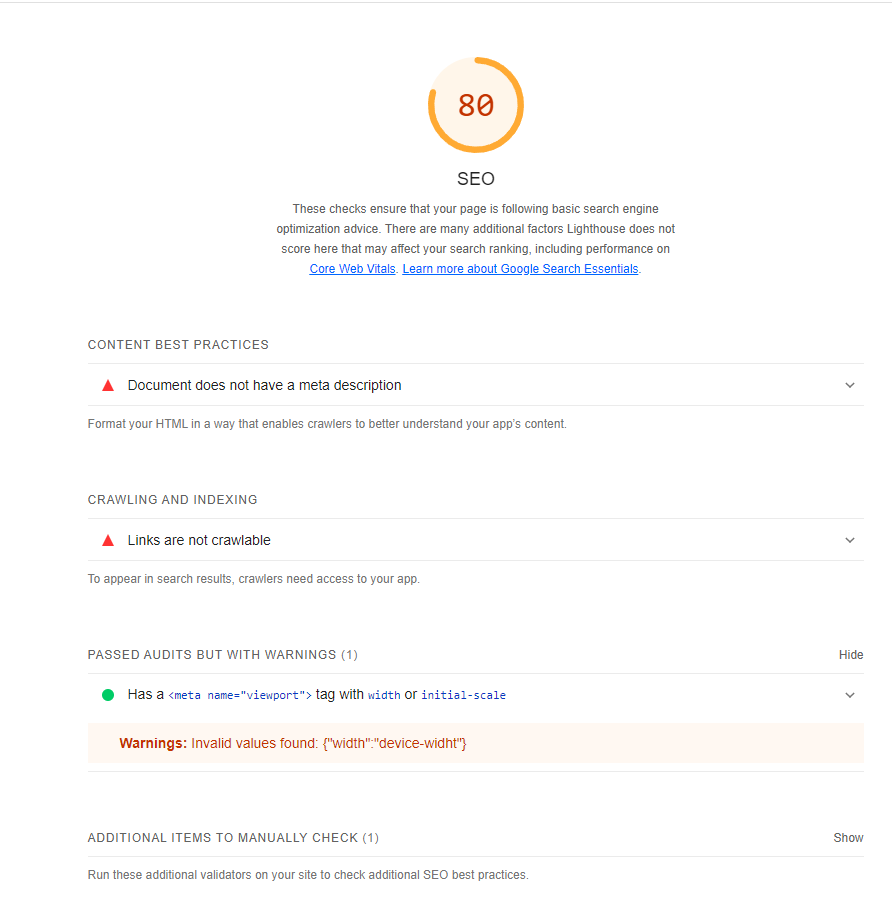 80
SEO
These checks ensure that your page is following basic search engine
optimization advice. There are many additional factors Lighthouse does not
score here that may affect your search ranking, including performance on
Core Web Vitals. Learn more about Google Search Essentials.
CONTENT BEST PRACTICES
Document does not have a meta description
Format your HTML in a way that enables crawlers to better understand your app's content.
CRAWLING AND INDEXING
Links are not crawlable
To appear in search results, crawlers need access to your app.
PASSED AUDITS BUT WITH WARNINGS (1) Hide
Has a <meta name="viewport"> tag with width or initial-scale
Warnings: Invalid values found: {"width":"device-widht"}
ADDITIONAL ITEMS TO MANUALLY CHECK (1) Show
Run these additional validators on your site to check additional SEO best practices.